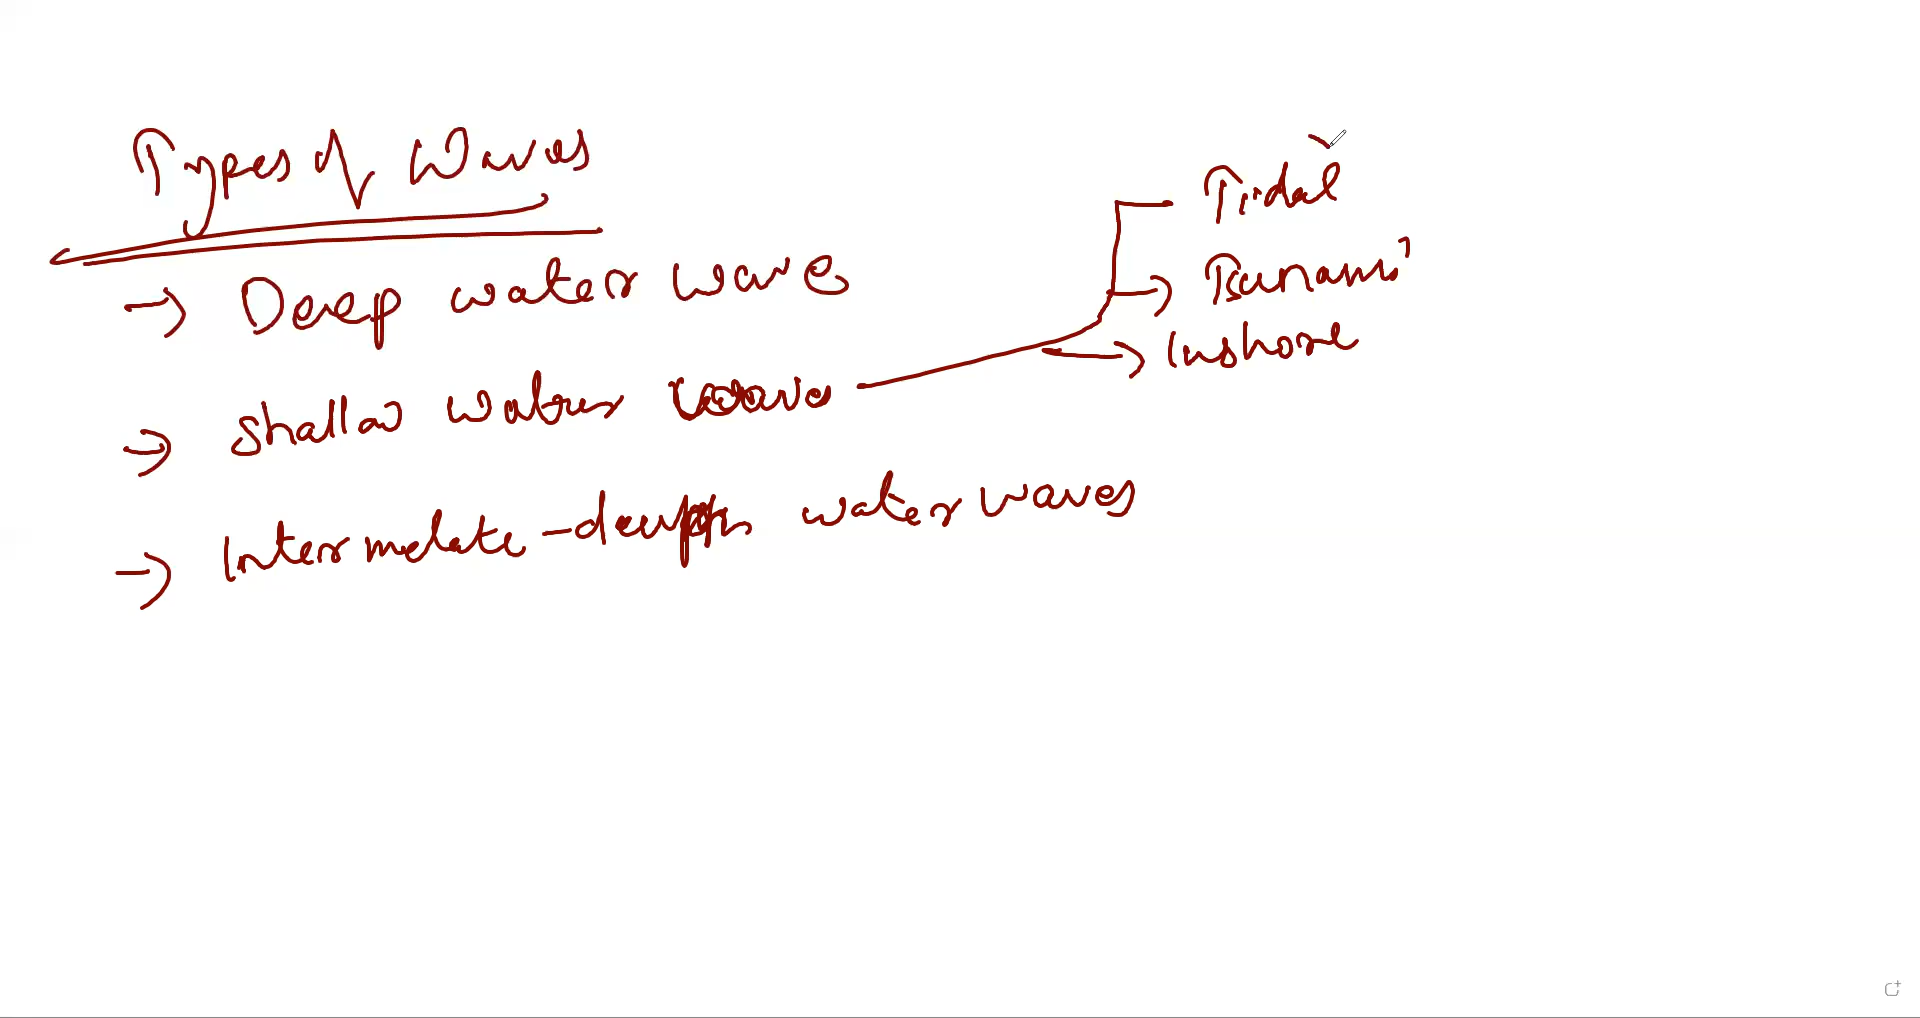 Types of Waves
→ Deep water wave
→ Shallow water wave
→ Intermediate-depth water waves
Tidal
→ Tsunami
→ Inshore